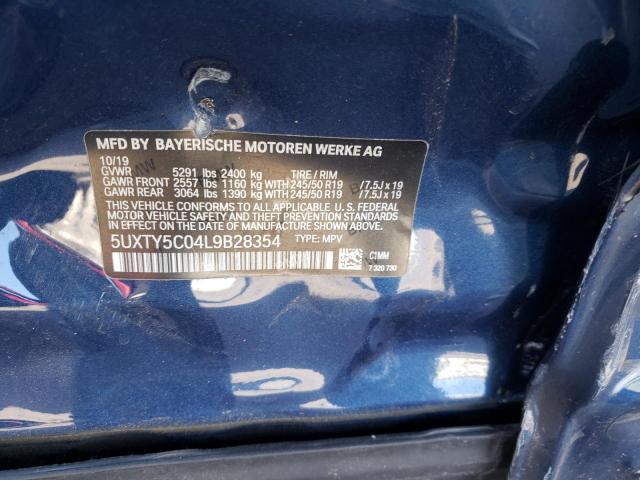 MFD BY BAYERISCHE MOTOREN WERKE AG
10/19
GVWR 5291 lbs 2400 kg TIRE / RIM
GAWR FRONT 2557 lbs 1160 kg WITH 245/50 R19 /7.5J x 19
GAWR REAR 3064 lbs 1390 kg WITH 245/50 R19 /7.5J x 19
THIS VEHICLE CONFORMS TO ALL APPLICABLE
U.S. FEDERAL MOTOR VEHICLE SAFETY
STANDARDS IN EFFECT ON THE DATE OF
MANUFACTURE SHOWN ABOVE.
5UXTY5C04L9B28354 TYPE: MPV
C1MM
7 320 730